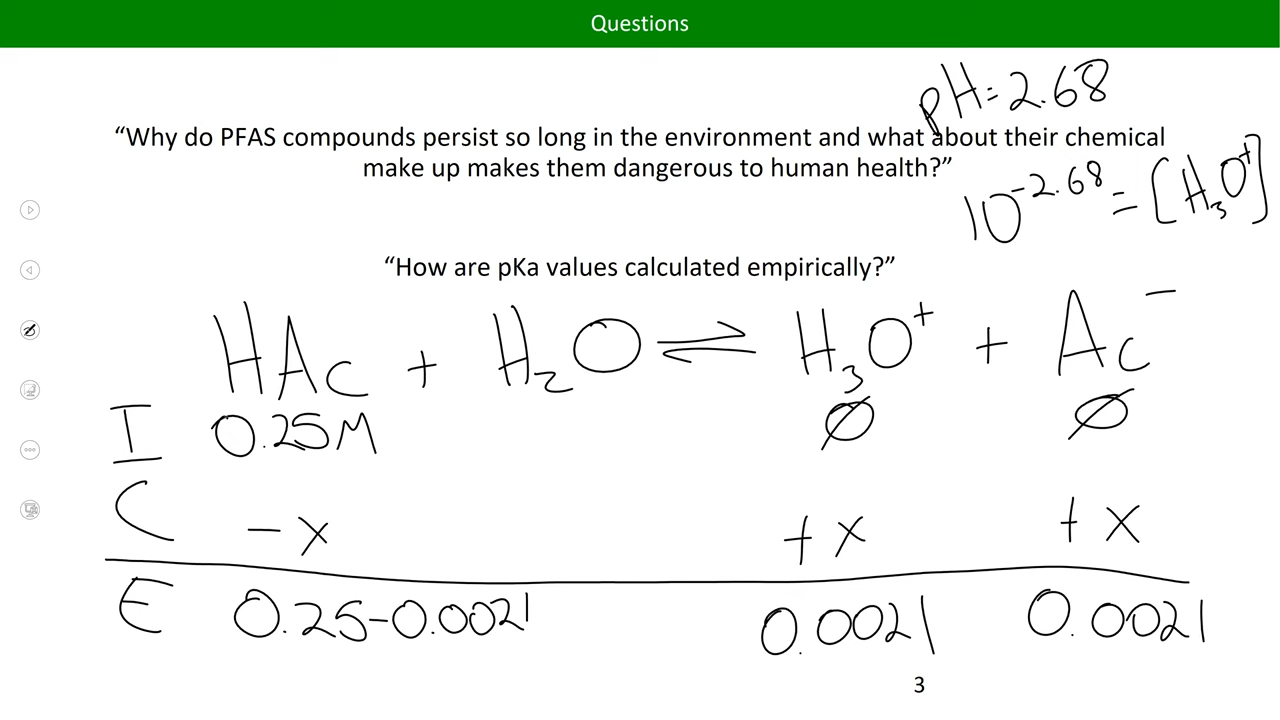 Questions
pH=2.68
“Why do PFAS compounds persist so long in the environment and what about their chemical
make up makes them dangerous to human health?”
10^-2.68 = [H₃O⁺]
“How are pKa values calculated empirically?”
HAc + H₂O ⇌ H₃O⁺ + Ac⁻
I 0.25M ∅ ∅
C -x +x +x
E 0.25-0.0021 0.0021 0.0021
3